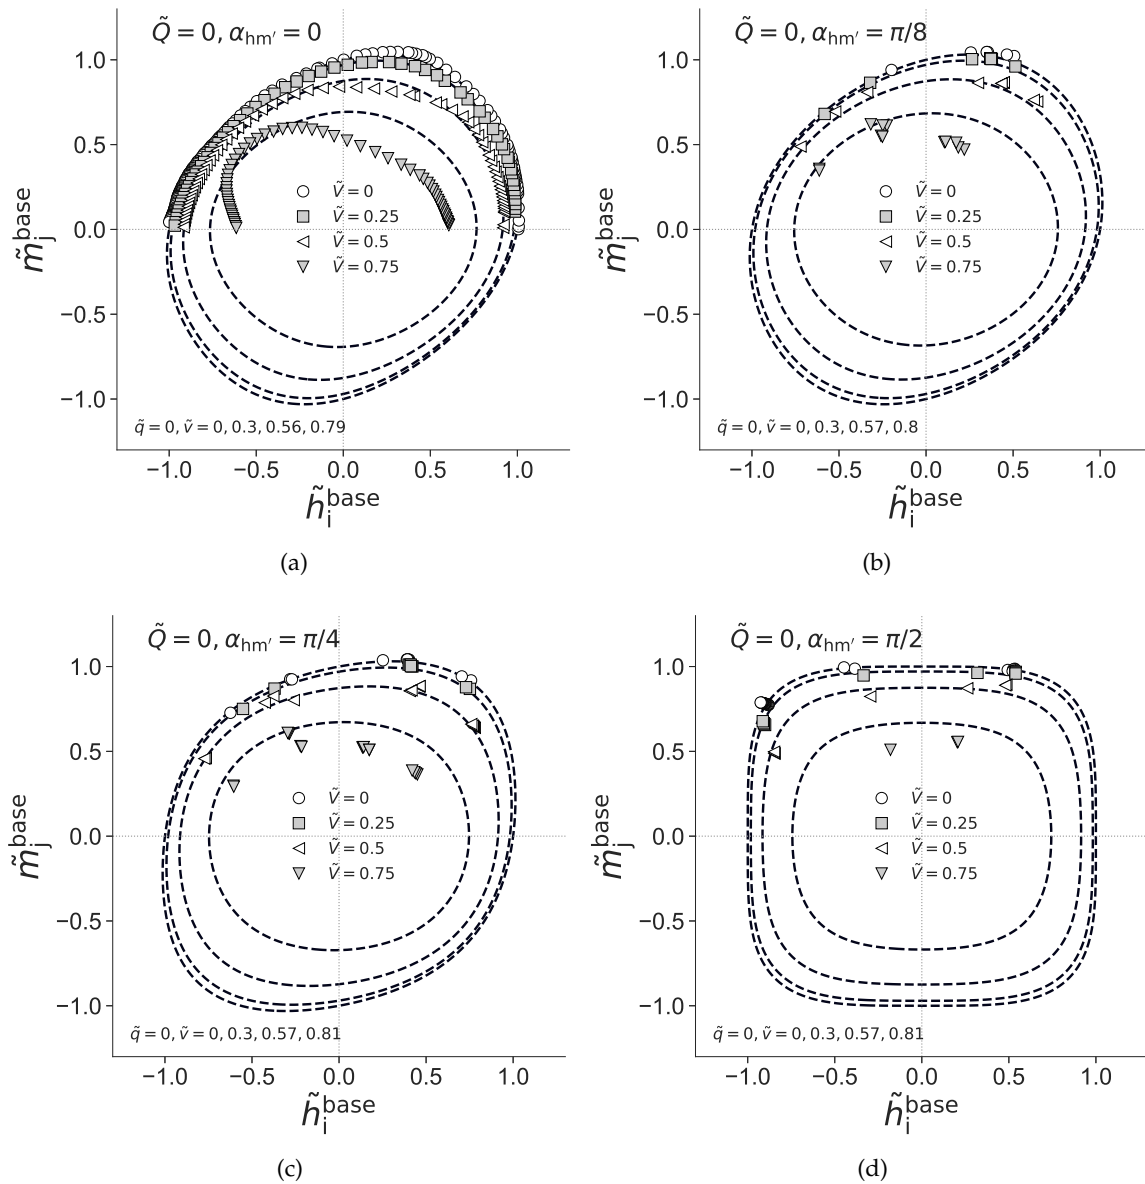 Q̃ = 0, α_hm′ = 0
1.0
0.5
0.0
−0.5
−1.0
m̃_j^base
Ṽ = 0
Ṽ = 0.25
Ṽ = 0.5
Ṽ = 0.75
q̃ = 0, ṽ = 0, 0.3, 0.56, 0.79
−1.0 −0.5 0.0 0.5 1.0
h̃_i^base
(a)
Q̃ = 0, α_hm′ = π/8
1.0
0.5
0.0
−0.5
−1.0
m̃_j^base
Ṽ = 0
Ṽ = 0.25
Ṽ = 0.5
Ṽ = 0.75
q̃ = 0, ṽ = 0, 0.3, 0.57, 0.8
−1.0 −0.5 0.0 0.5 1.0
h̃_i^base
(b)
Q̃ = 0, α_hm′ = π/4
1.0
0.5
0.0
−0.5
−1.0
m̃_j^base
Ṽ = 0
Ṽ = 0.25
Ṽ = 0.5
Ṽ = 0.75
q̃ = 0, ṽ = 0, 0.3, 0.57, 0.81
−1.0 −0.5 0.0 0.5 1.0
h̃_i^base
(c)
Q̃ = 0, α_hm′ = π/2
1.0
0.5
0.0
−0.5
−1.0
m̃_j^base
Ṽ = 0
Ṽ = 0.25
Ṽ = 0.5
Ṽ = 0.75
q̃ = 0, ṽ = 0, 0.3, 0.57, 0.81
−1.0 −0.5 0.0 0.5 1.0
h̃_i^base
(d)